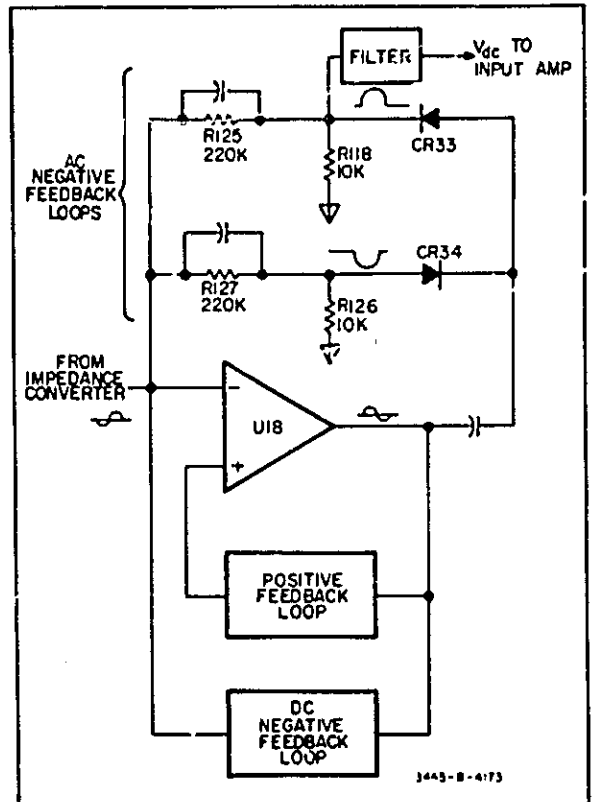 FILTER
Vdc TO
INPUT AMP
R125
220K
R118
10K
CR33
AC
NEGATIVE
FEEDBACK
LOOPS
R127
220K
R126
10K
CR34
FROM
IMPEDANCE
CONVERTER
−
U18
+
POSITIVE
FEEDBACK
LOOP
DC
NEGATIVE
FEEDBACK
LOOP
3445-B-4173